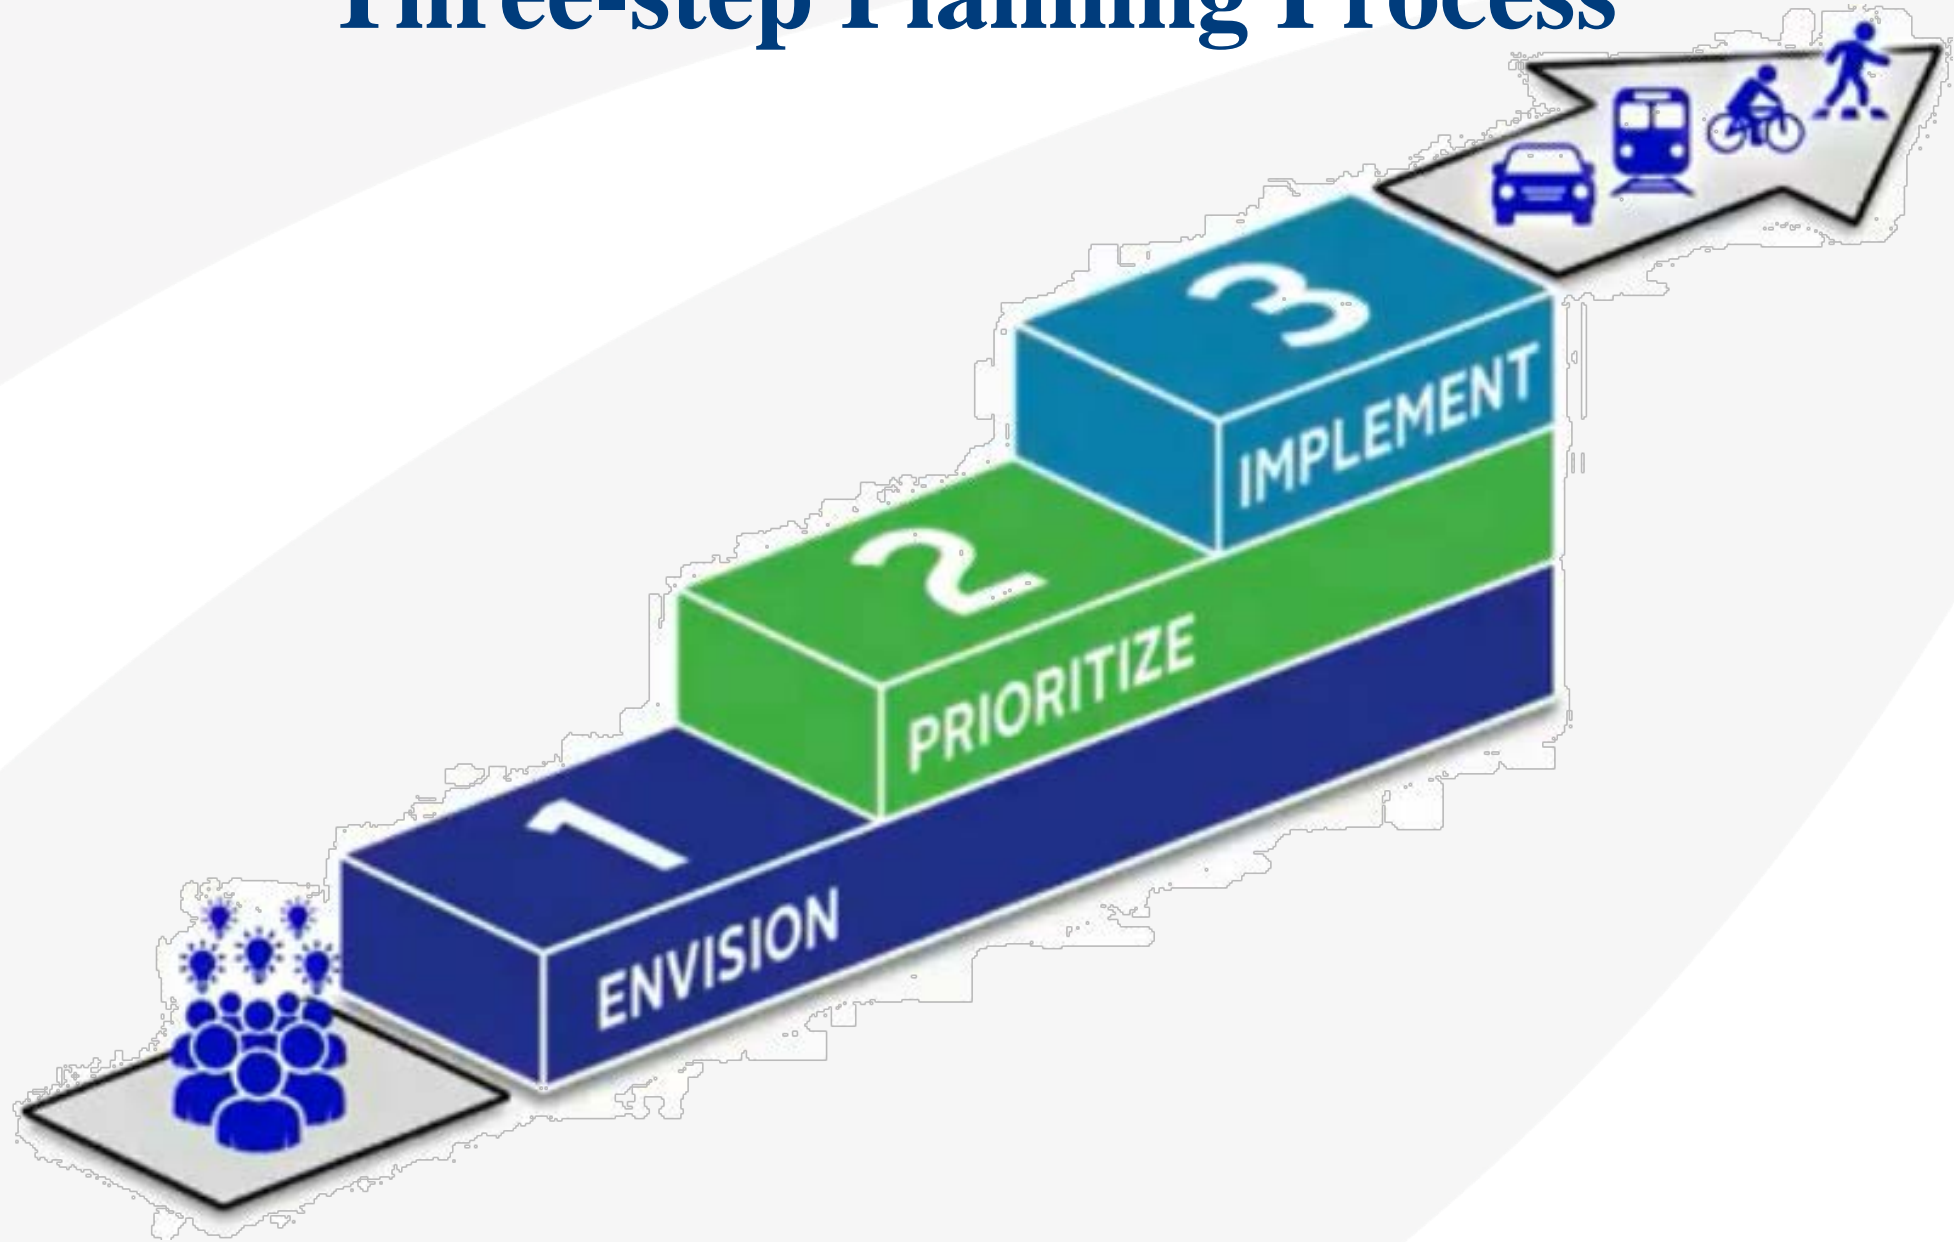 Three-step Planning Process
3
IMPLEMENT
2
PRIORITIZE
1
ENVISION